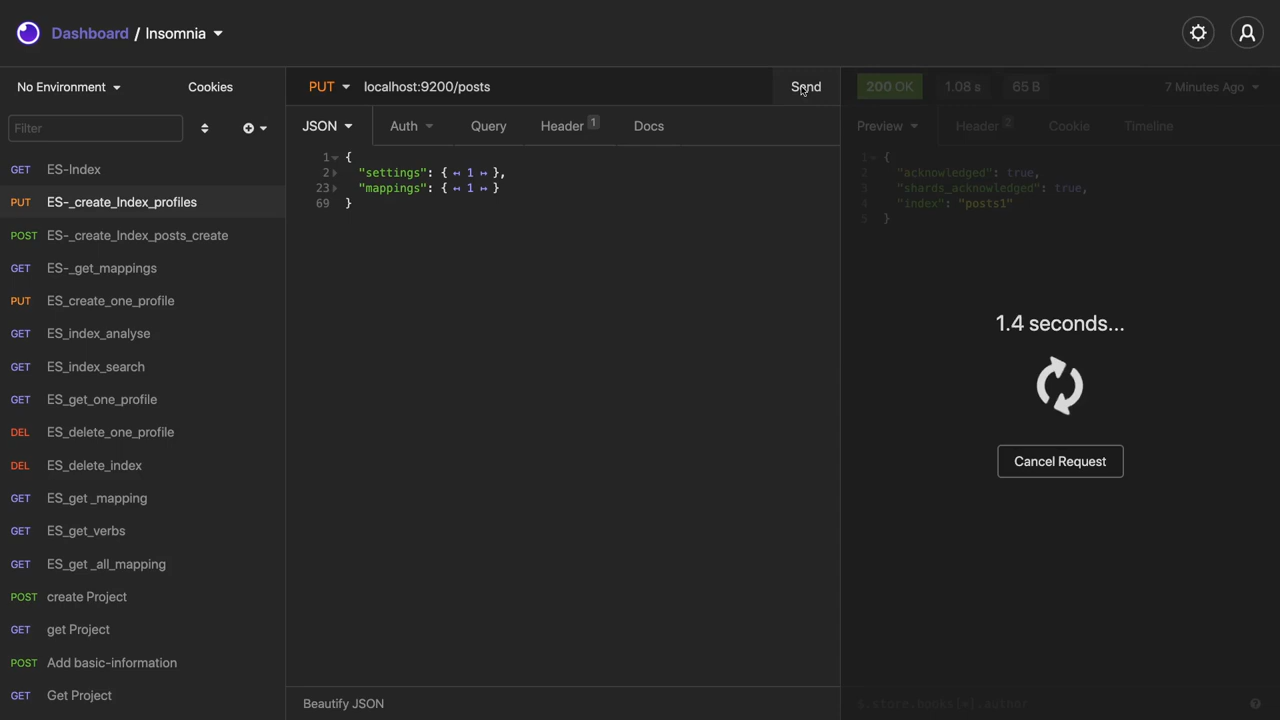 Dashboard / Insomnia
No Environment
Cookies
Filter
GET ES-Index
PUT ES-_create_Index_profiles
POST ES-_create_Index_posts_create
GET ES-_get_mappings
PUT ES_create_one_profile
GET ES_index_analyse
GET ES_index_search
GET ES_get_one_profile
DEL ES_delete_one_profile
DEL ES_delete_index
GET ES_get _mapping
GET ES_get_verbs
GET ES_get _all_mapping
POST create Project
GET get Project
POST Add basic-information
GET Get Project
PUT localhost:9200/posts Send
JSON Auth Query Header 1 Docs
1 {
2 "settings": { ↤ 1 ↦ },
23 "mappings": { ↤ 1 ↦ }
69 }
Beautify JSON
200 OK 1.08 s 65 B 7 Minutes Ago
Preview Header 2 Cookie Timeline
1 {
2 "acknowledged": true,
3 "shards_acknowledged": true,
4 "index": "posts1"
5 }
1.4 seconds...
Cancel Request
$.store.books[*].author